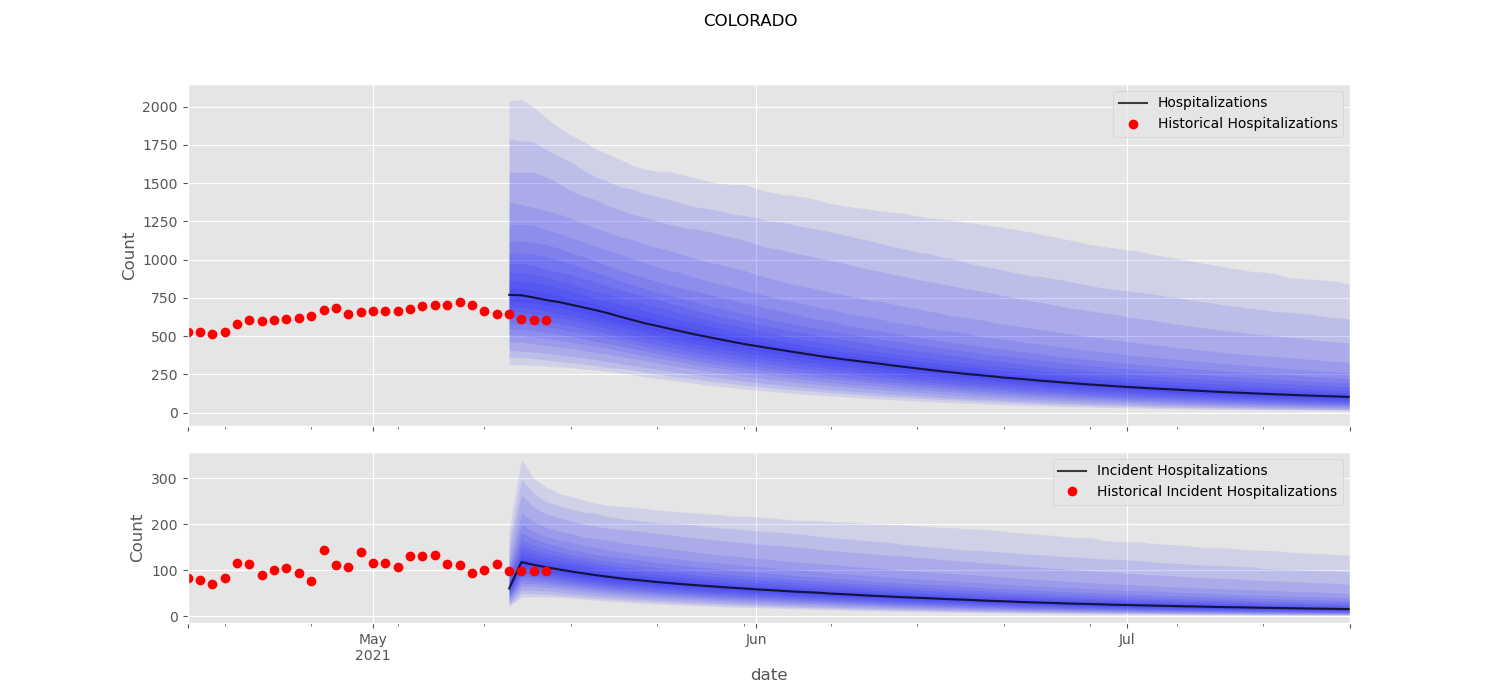 COLORADO
2000
1750
1500
1250
1000
750
500
250
0
Count
Hospitalizations
Historical Hospitalizations
300
200
100
0
Count
Incident Hospitalizations
Historical Incident Hospitalizations
May
2021
Jun
Jul
date